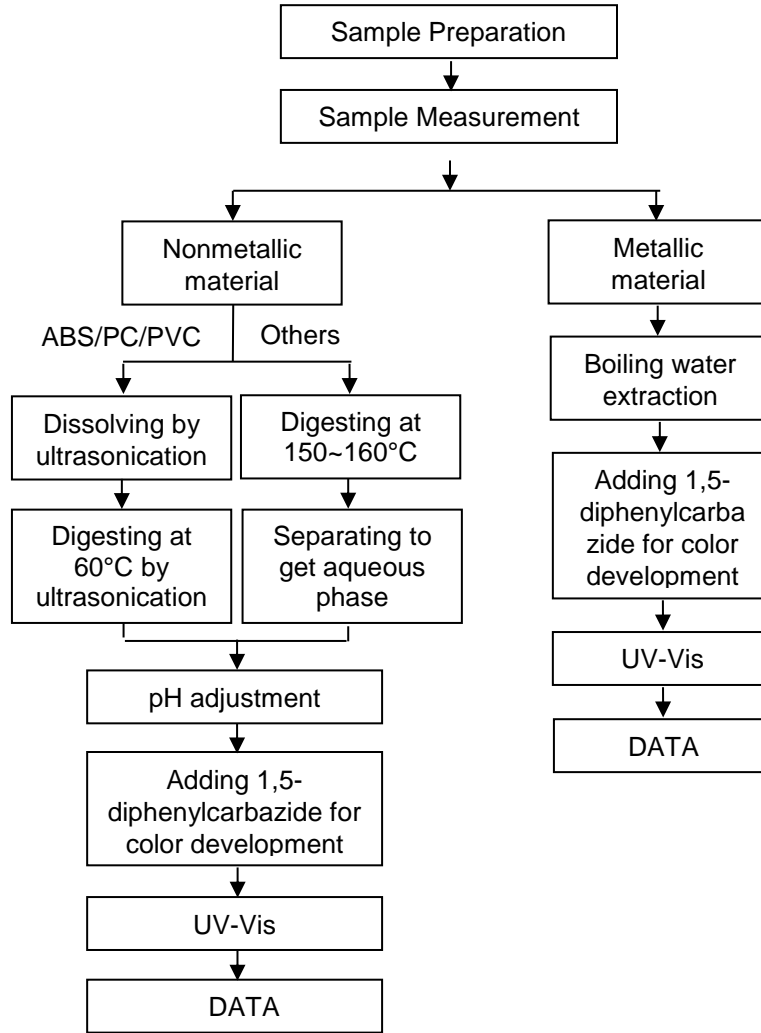 Sample Preparation
Sample Measurement
Nonmetallic
material
Metallic
material
ABS/PC/PVC
Others
Boiling water
extraction
Dissolving by
ultrasonication
Digesting at
150~160°C
Adding 1,5-
diphenylcarba
zide for color
development
Digesting at
60°C by
ultrasonication
Separating to
get aqueous
phase
UV-Vis
pH adjustment
DATA
Adding 1,5-
diphenylcarbazide for
color development
UV-Vis
DATA